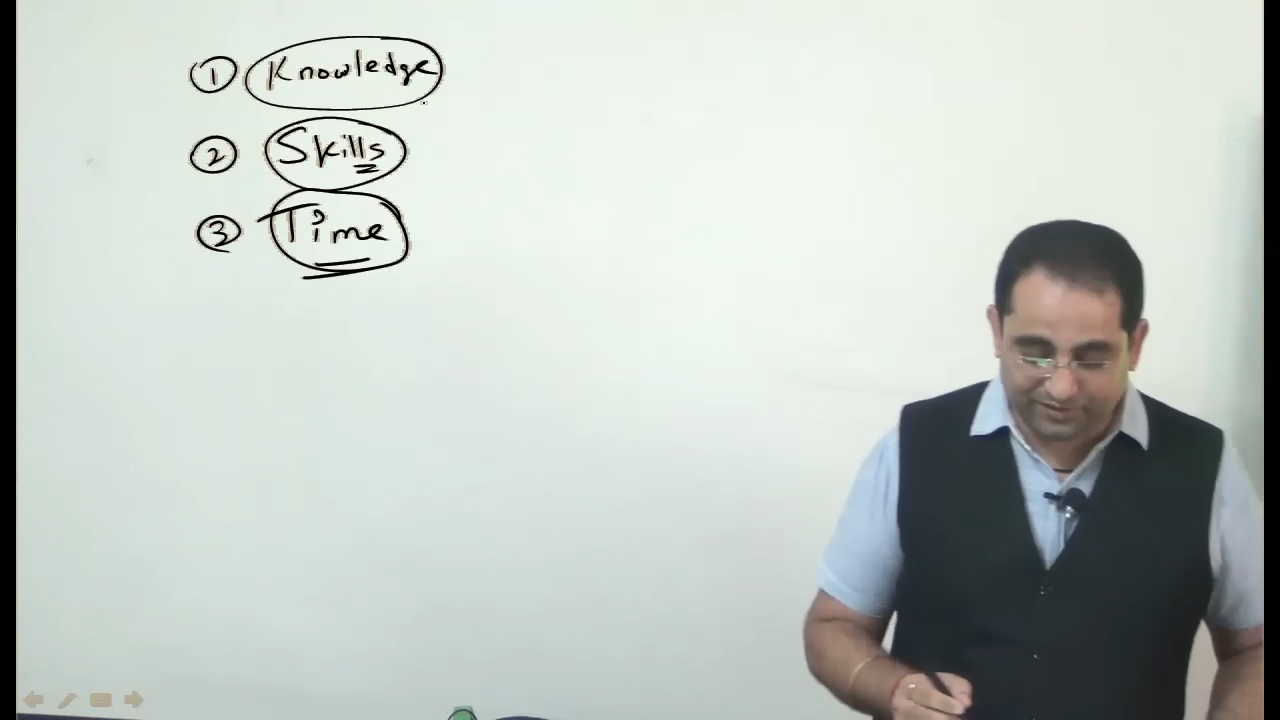 ① Knowledge
② Skills
③ Time